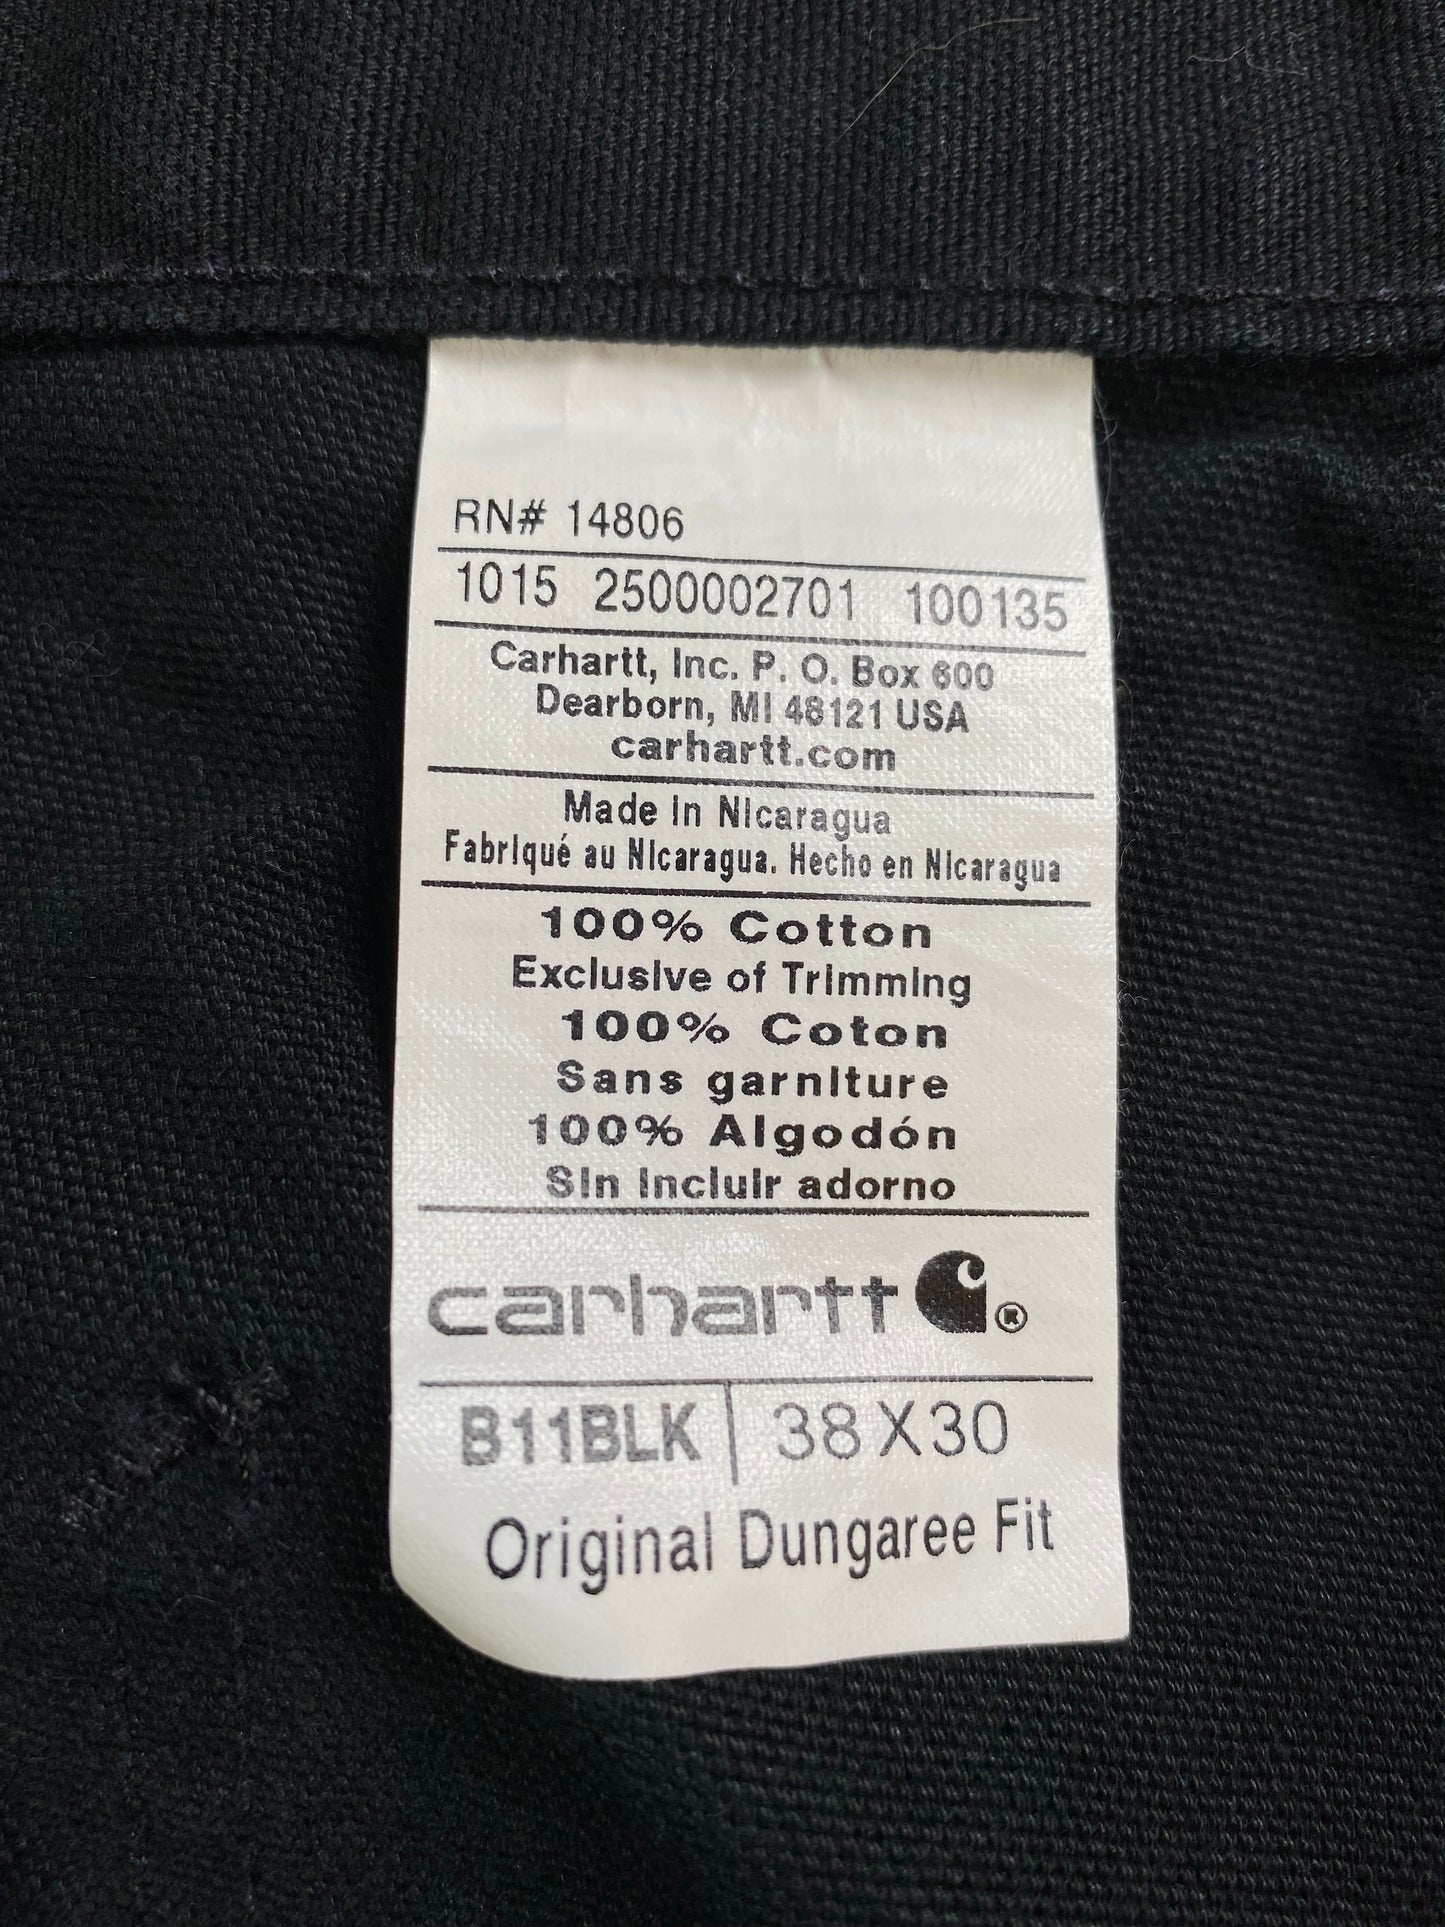 RN# 14806
1015 2500002701 100135
Carhartt, Inc. P. O. Box 600
Dearborn, MI 48121 USA
carhartt.com
Made In Nicaragua
Fabriqué au Nicaragua. Hecho en Nicaragua
100% Cotton
Exclusive of Trimming
100% Coton
Sans garniture
100% Algodón
Sin incluir adorno
carhartt ®
B11BLK | 38X30
Original Dungaree Fit